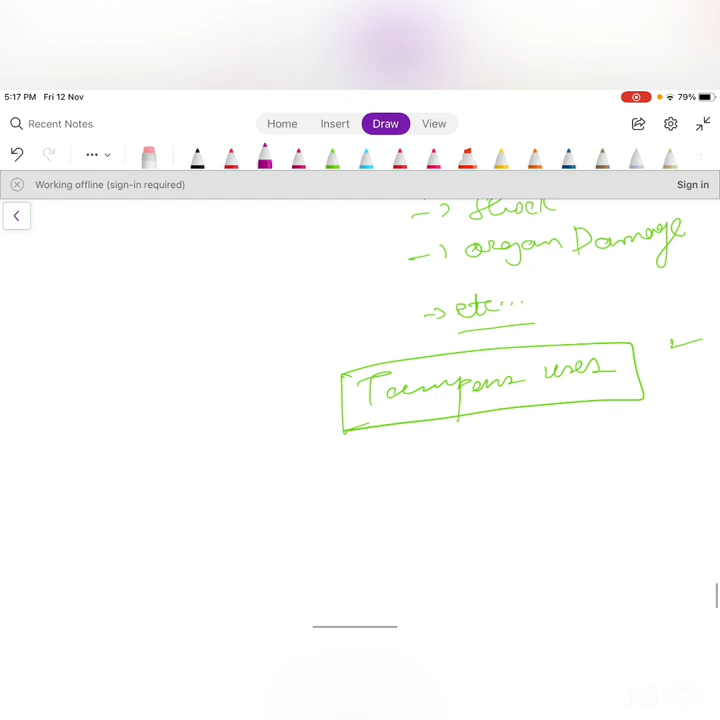 5:17 PM Fri 12 Nov 79%
Recent Notes Home Insert Draw View
Working offline (sign-in required) Sign in
→ Shock
→ organ Damage
→ etc...
Tampons uses